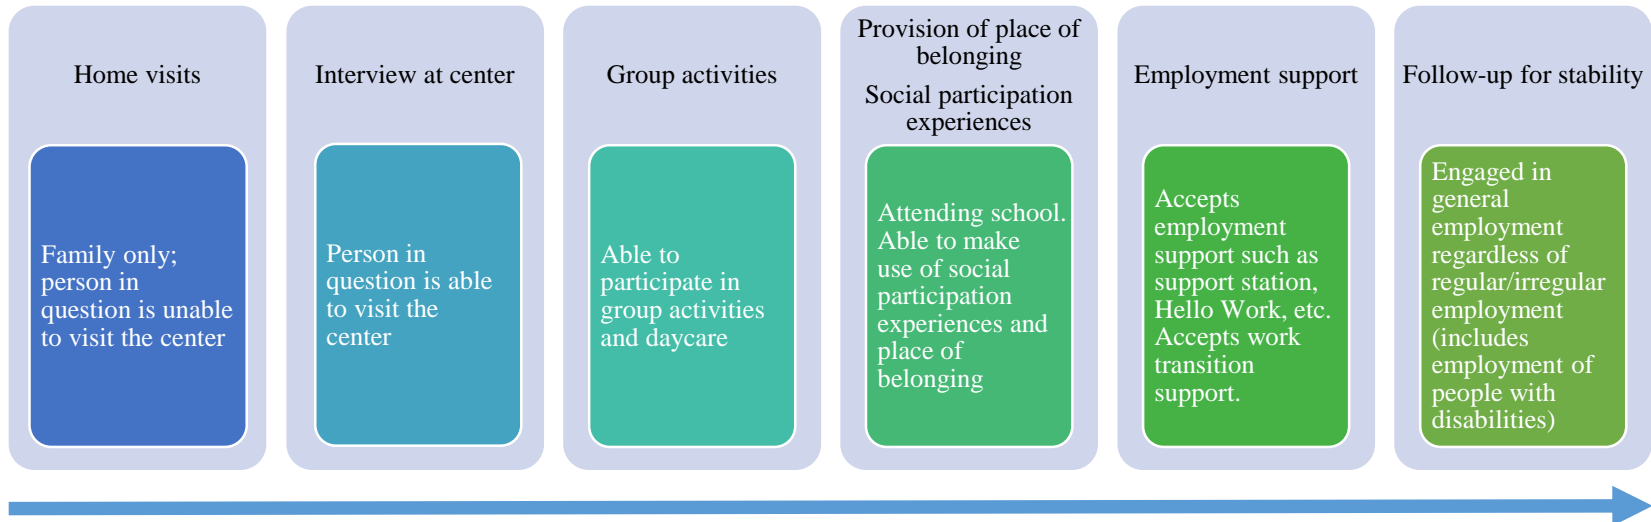 Home visits
Family only;
person in
question is unable
to visit the center
Interview at center
Person in
question is able
to visit the
center
Group activities
Able to
participate in
group activities
and daycare
Provision of place of
belonging
Social participation
experiences
Attending school.
Able to make
use of social
participation
experiences and
place of
belonging
Employment support
Accepts
employment
support such as
support station,
Hello Work, etc.
Accepts work
transition
support.
Follow-up for stability
Engaged in
general
employment
regardless of
regular/irregular
employment
(includes
employment of
people with
disabilities)